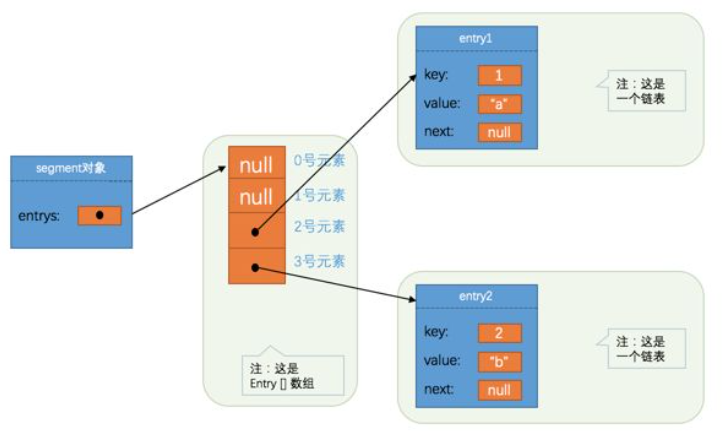 segment对象
entrys:
null
0号元素
null
1号元素
2号元素
3号元素
注：这是
Entry [] 数组
entry1
key:
1
value:
"a"
next:
null
注：这是
一个链表
entry2
key:
2
value:
"b"
next:
null
注：这是
一个链表